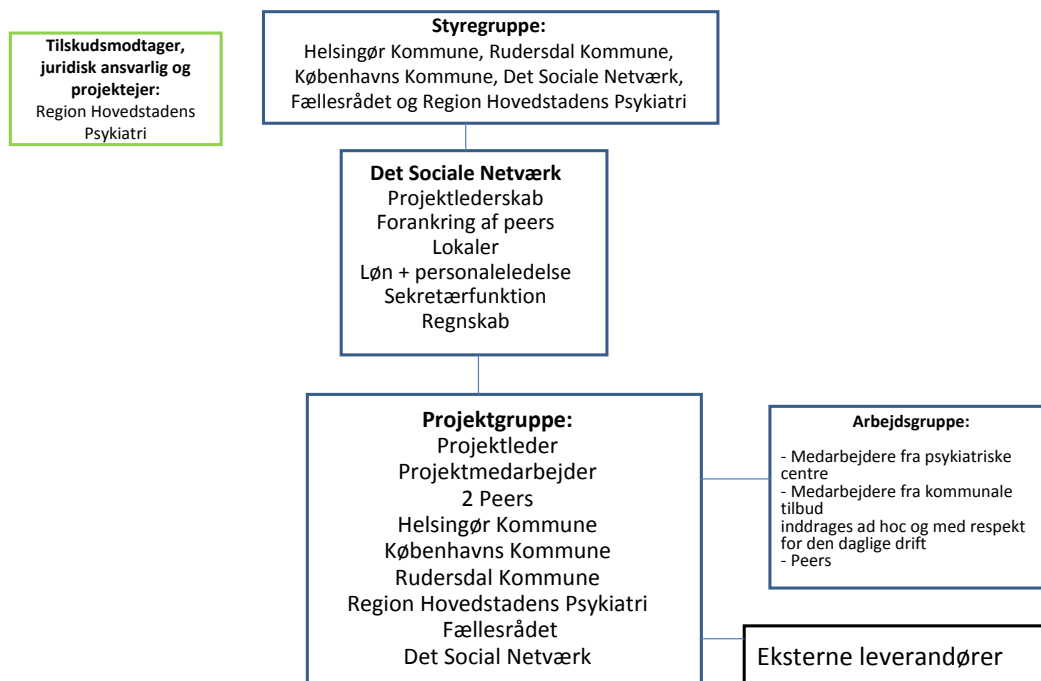 Tilskudsmodtager,
juridisk ansvarlig og
projektejer:
Region Hovedstadens
Psykiatri
Styregruppe:
Helsingør Kommune, Rudersdal Kommune,
Københavns Kommune, Det Sociale Netværk,
Fællesrådet og Region Hovedstadens Psykiatri
Det Sociale Netværk
Projektlederskab
Forankring af peers
Lokaler
Løn + personaleledelse
Sekretærfunktion
Regnskab
Projektgruppe:
Projektleder
Projektmedarbejder
2 Peers
Helsingør Kommune
Københavns Kommune
Rudersdal Kommune
Region Hovedstadens Psykiatri
Fællesrådet
Det Social Netværk
Arbejdsgruppe:
- Medarbejdere fra psykiatriske
centre
- Medarbejdere fra kommunale
tilbud
inddrages ad hoc og med respekt
for den daglige drift
- Peers
Eksterne leverandører